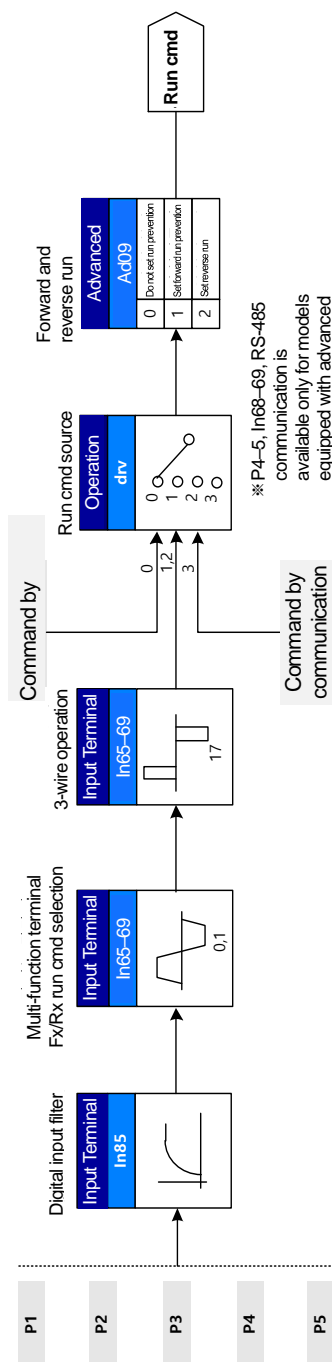 P1
P2
P3
P4
P5
Digital input filter
Input Terminal
In85
Multi-function terminal
Fx/Rx run cmd selection
Input Terminal
In65–69
0,1
3-wire operation
Input Terminal
In65–69
17
Command by
0
1,2
3
Command by
communication
Run cmd source
Operation
drv
0
1
2
3
Forward and
reverse run
Advanced
Ad09
0 Do not set run prevention
1 Set forward run prevention
2 Set reverse run
Run cmd
※P4–5, In68–69, RS-485
communication is
available only for models
equipped with advanced